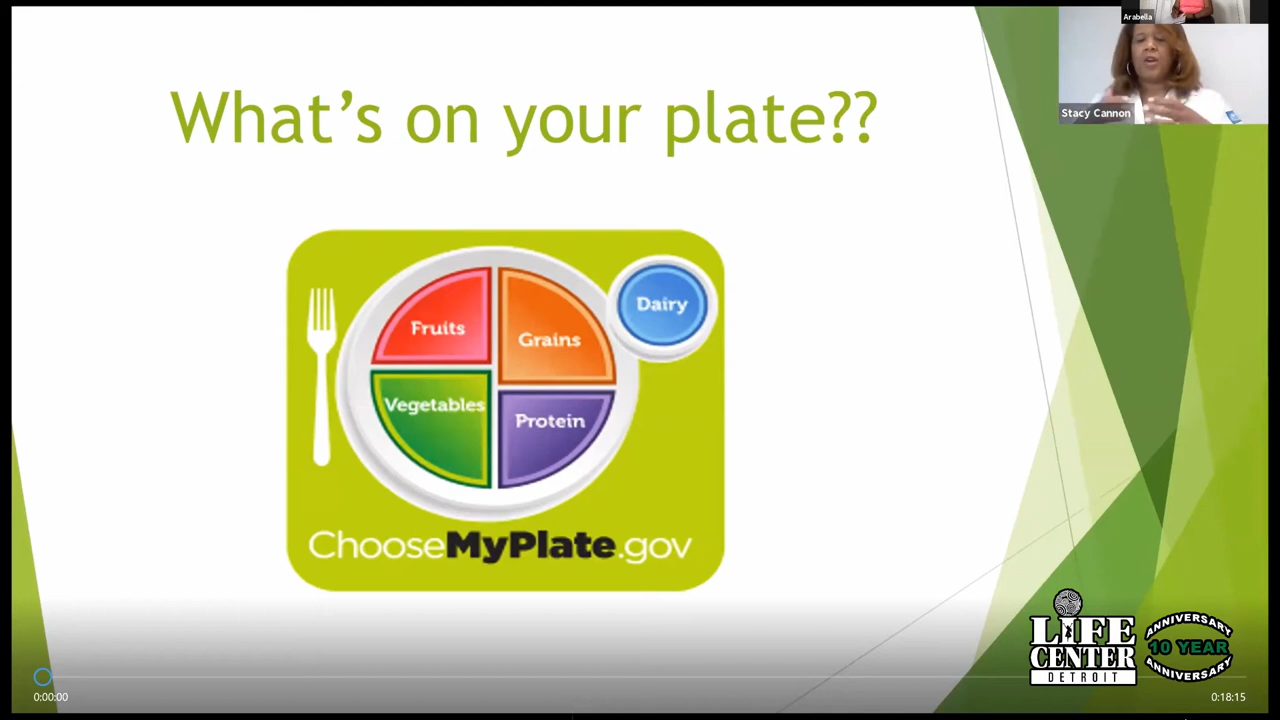 What's on your plate??
Arabella
Stacy Cannon
Fruits
Grains
Dairy
Vegetables
Protein
ChooseMyPlate.gov
LIFE
CENTER
DETROIT
ANNIVERSARY
10 YEAR
ANNIVERSARY
0:00:00
0:18:15